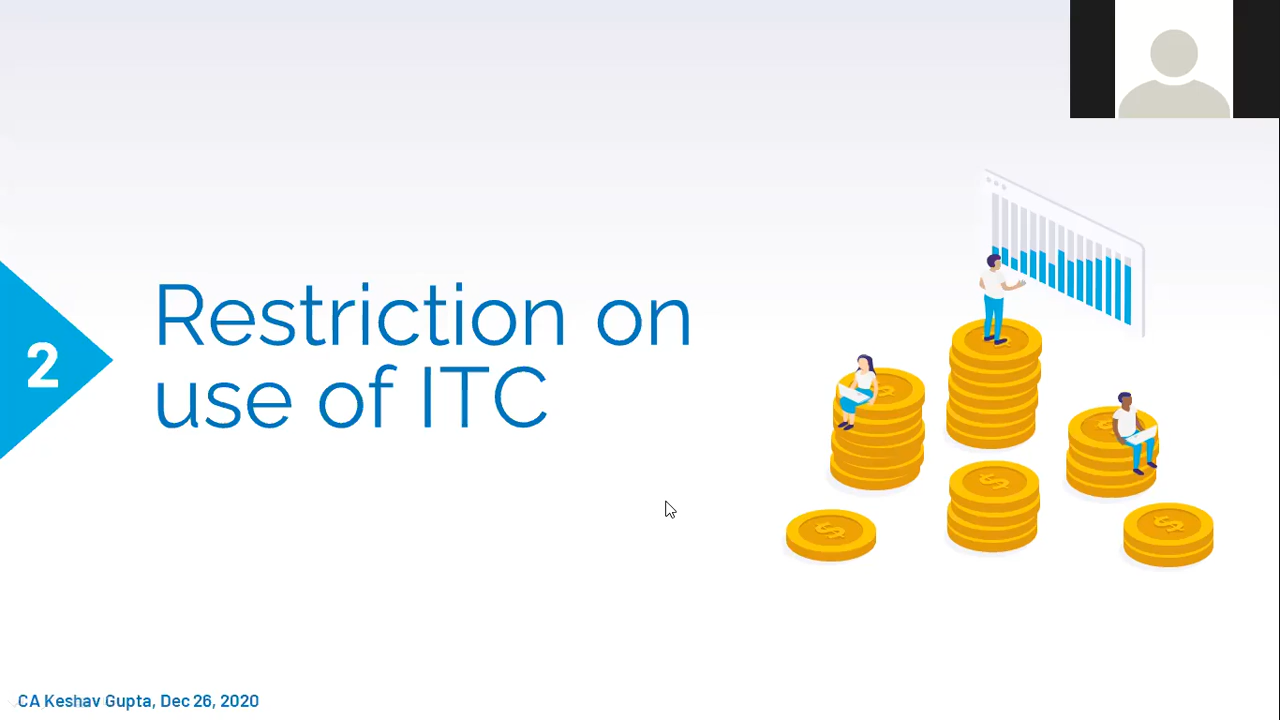 Restriction on
use of ITC
2
CA Keshav Gupta, Dec 26, 2020